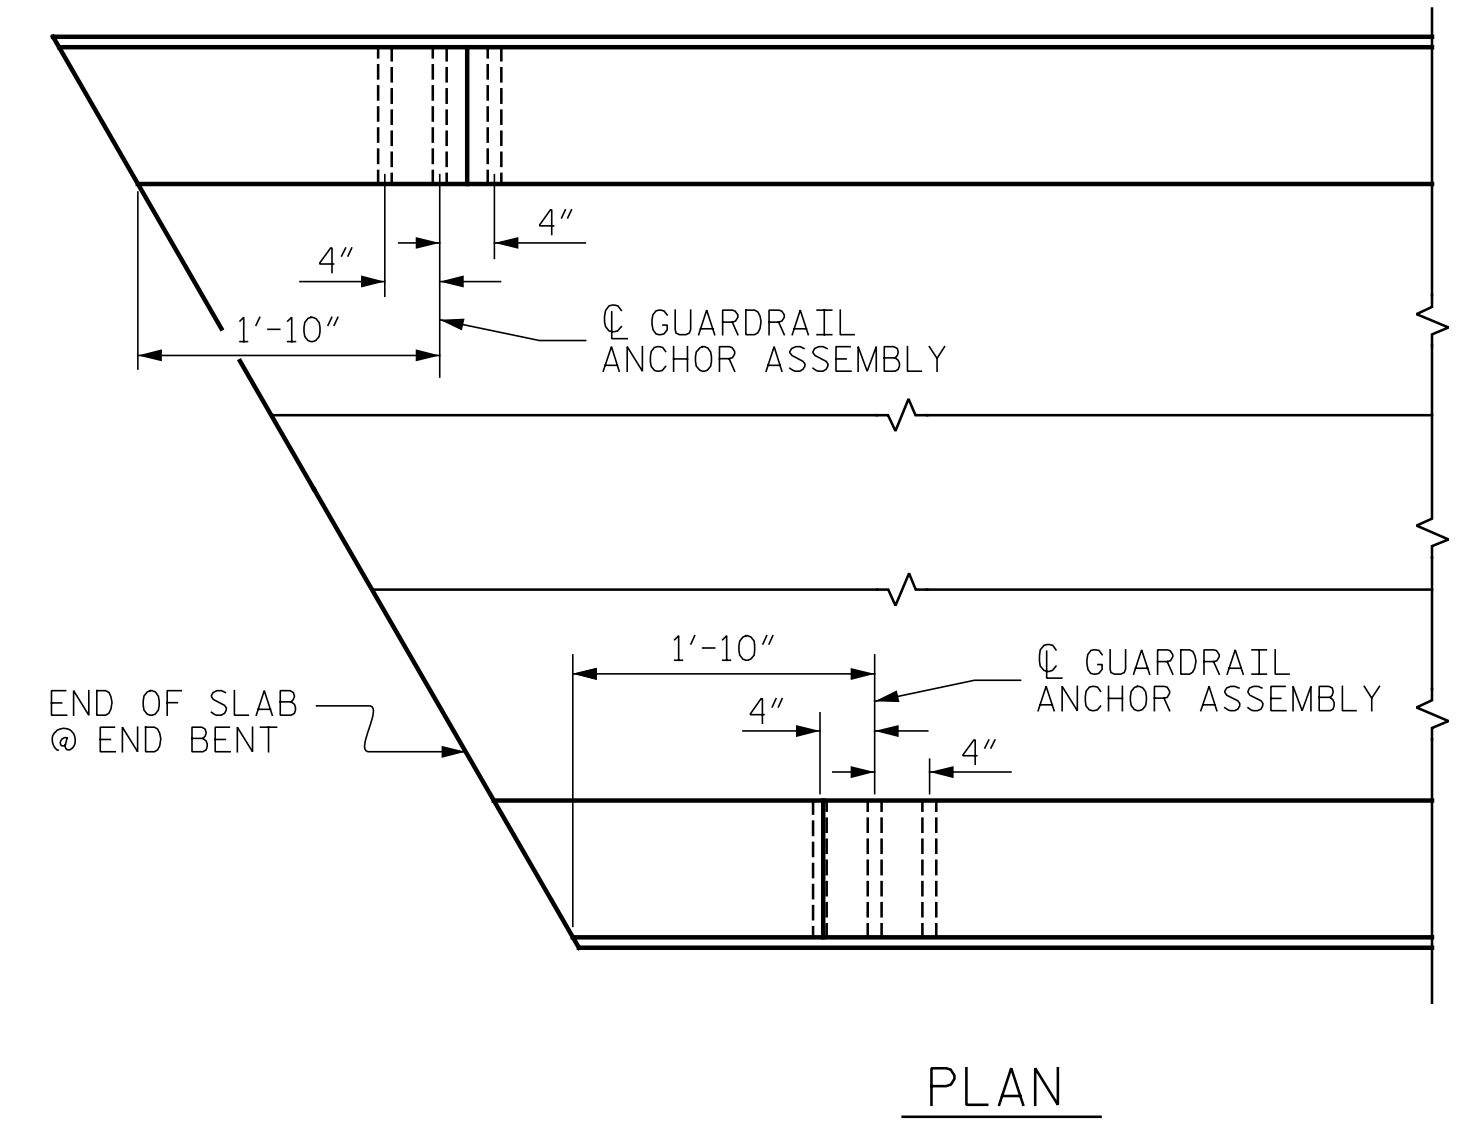 4"
4"
1'-10"
℄ GUARDRAIL
ANCHOR ASSEMBLY
1'-10"
℄ GUARDRAIL
ANCHOR ASSEMBLY
4"
4"
END OF SLAB
@ END BENT
PLAN